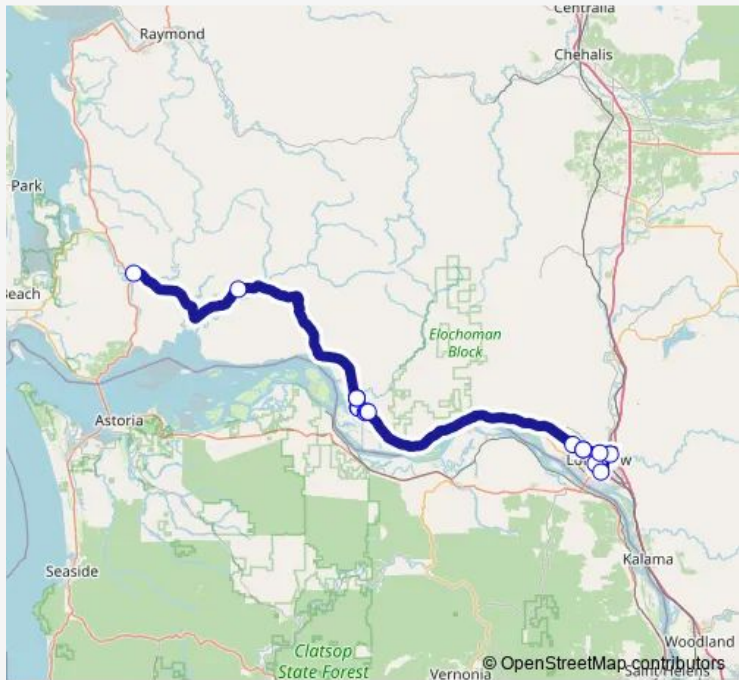 Centralia
Raymond
Chehalis
Park
Beach
Elochoman
Block
Astoria
Kalama
Seaside
Woodland
Clatsop
State Forest
Vernonia
© OpenStreetMap contributors
Saint Helens